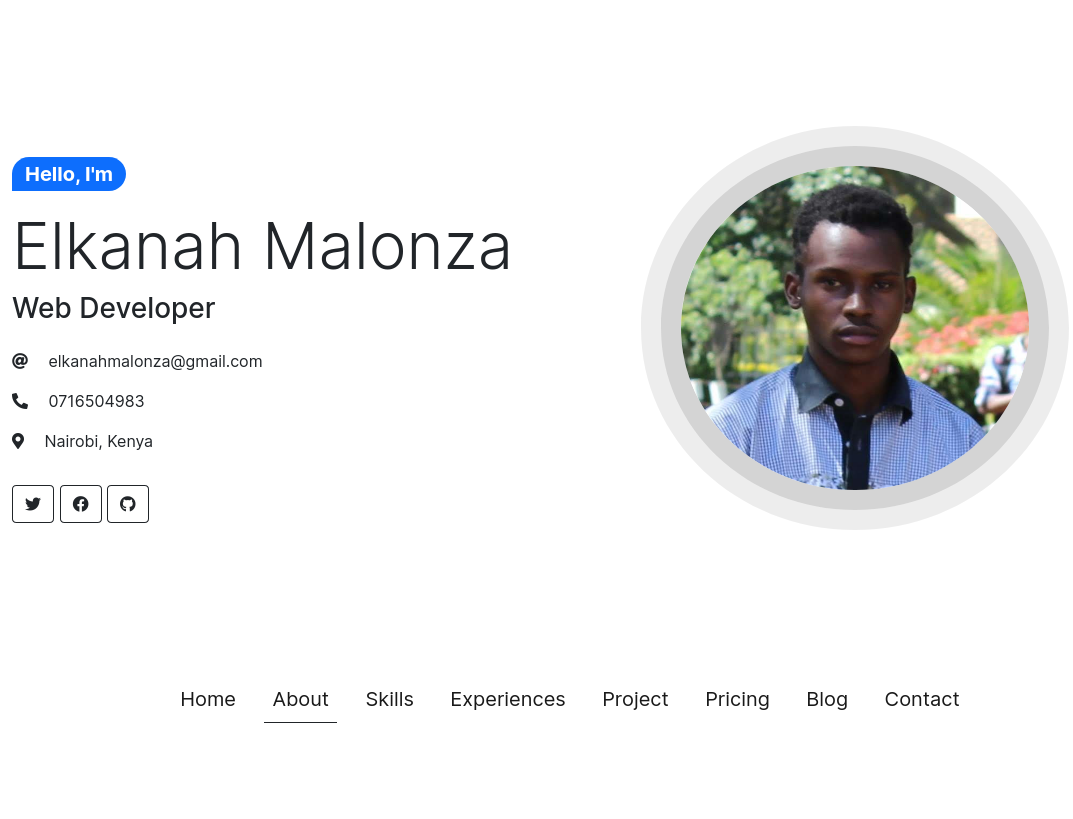 Hello, I'm
Elkanah Malonza
Web Developer
elkanahmalonza@gmail.com
0716504983
Nairobi, Kenya
Home About Skills Experiences Project Pricing Blog Contact